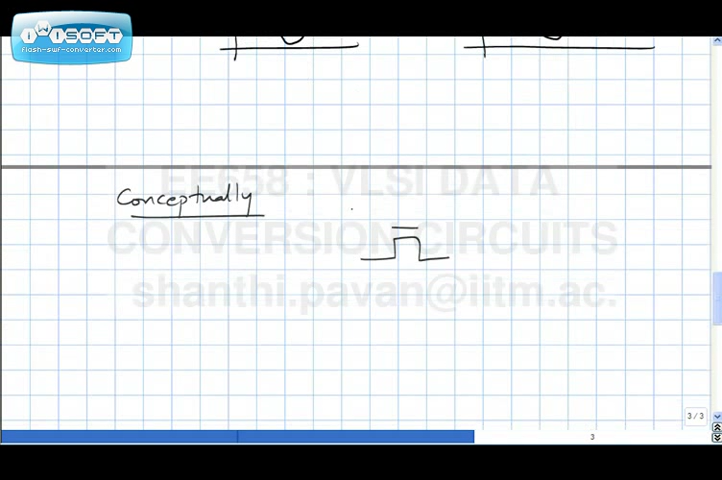 iWiSOFT
flash-swf-converter.com
Conceptually
EE658 : VLSI DATA
CONVERSION CIRCUITS
shanthi.pavan@iitm.ac.
3 / 3
3